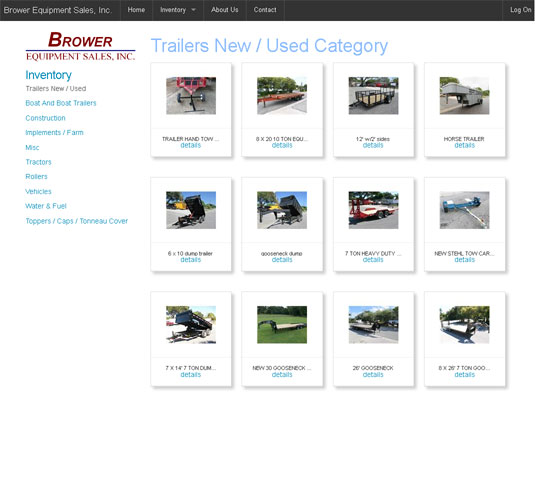 Brower Equipment Sales, Inc. Home Inventory About Us Contact Log On
BROWER
EQUIPMENT SALES, INC.
Inventory
Trailers New / Used
Boat And Boat Trailers
Construction
Implements / Farm
Misc
Tractors
Rollers
Vehicles
Water & Fuel
Toppers / Caps / Tonneau Cover
Trailers New / Used Category
TRAILER HAND TOW ...
details
8 X 20 10 TON EQU...
details
12' w/2' sides
details
HORSE TRAILER
details
6 x 10 dump trailer
details
gooseneck dump
details
7 TON HEAVY DUTY ...
details
NEW STEHL TOW CAR...
details
7 X 14' 7 TON DUM...
details
NEW 30 GOOSENECK ...
details
26' GOOSENECK
details
8 X 26' 7 TON GOO...
details